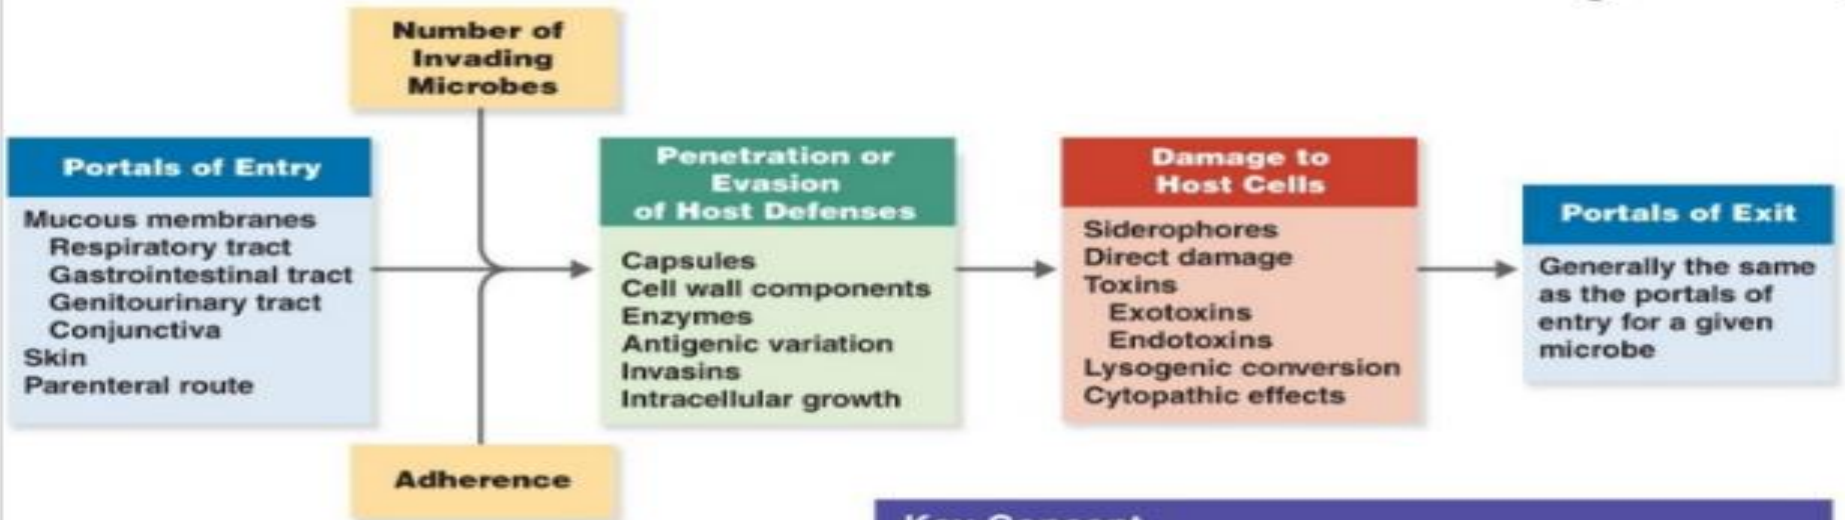 Number of
Invading
Microbes
Portals of Entry
Mucous membranes
Respiratory tract
Gastrointestinal tract
Genitourinary tract
Conjunctiva
Skin
Parenteral route
Adherence
Penetration or
Evasion
of Host Defenses
Capsules
Cell wall components
Enzymes
Antigenic variation
Invasins
Intracellular growth
Damage to
Host Cells
Siderophores
Direct damage
Toxins
Exotoxins
Endotoxins
Lysogenic conversion
Cytopathic effects
Portals of Exit
Generally the same
as the portals of
entry for a given
microbe
Key Concept